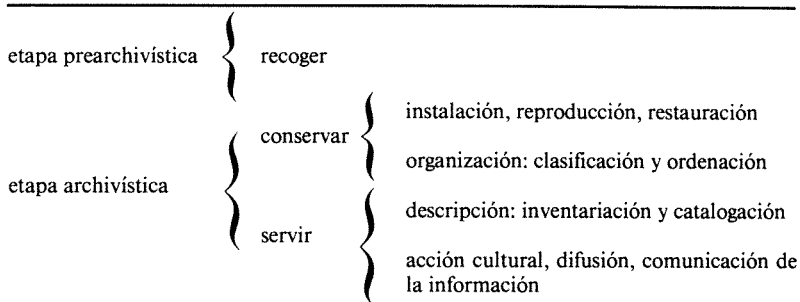 etapa prearchivística
recoger
etapa archivística
conservar
instalación, reproducción, restauración
organización: clasificación y ordenación
servir
descripción: inventariación y catalogación
acción cultural, difusión, comunicación de
la información